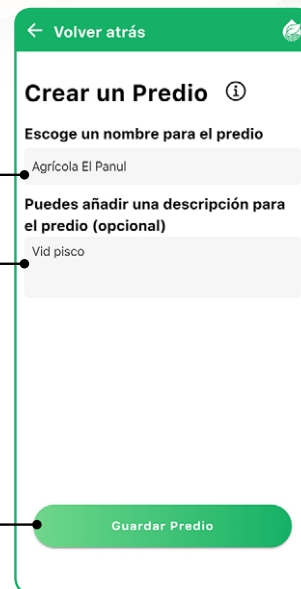 Volver atrás
Crear un Predio
Escoge un nombre para el predio
Agrícola El Panul
Puedes añadir una descripción para
el predio (opcional)
Vid pisco
Guardar Predio